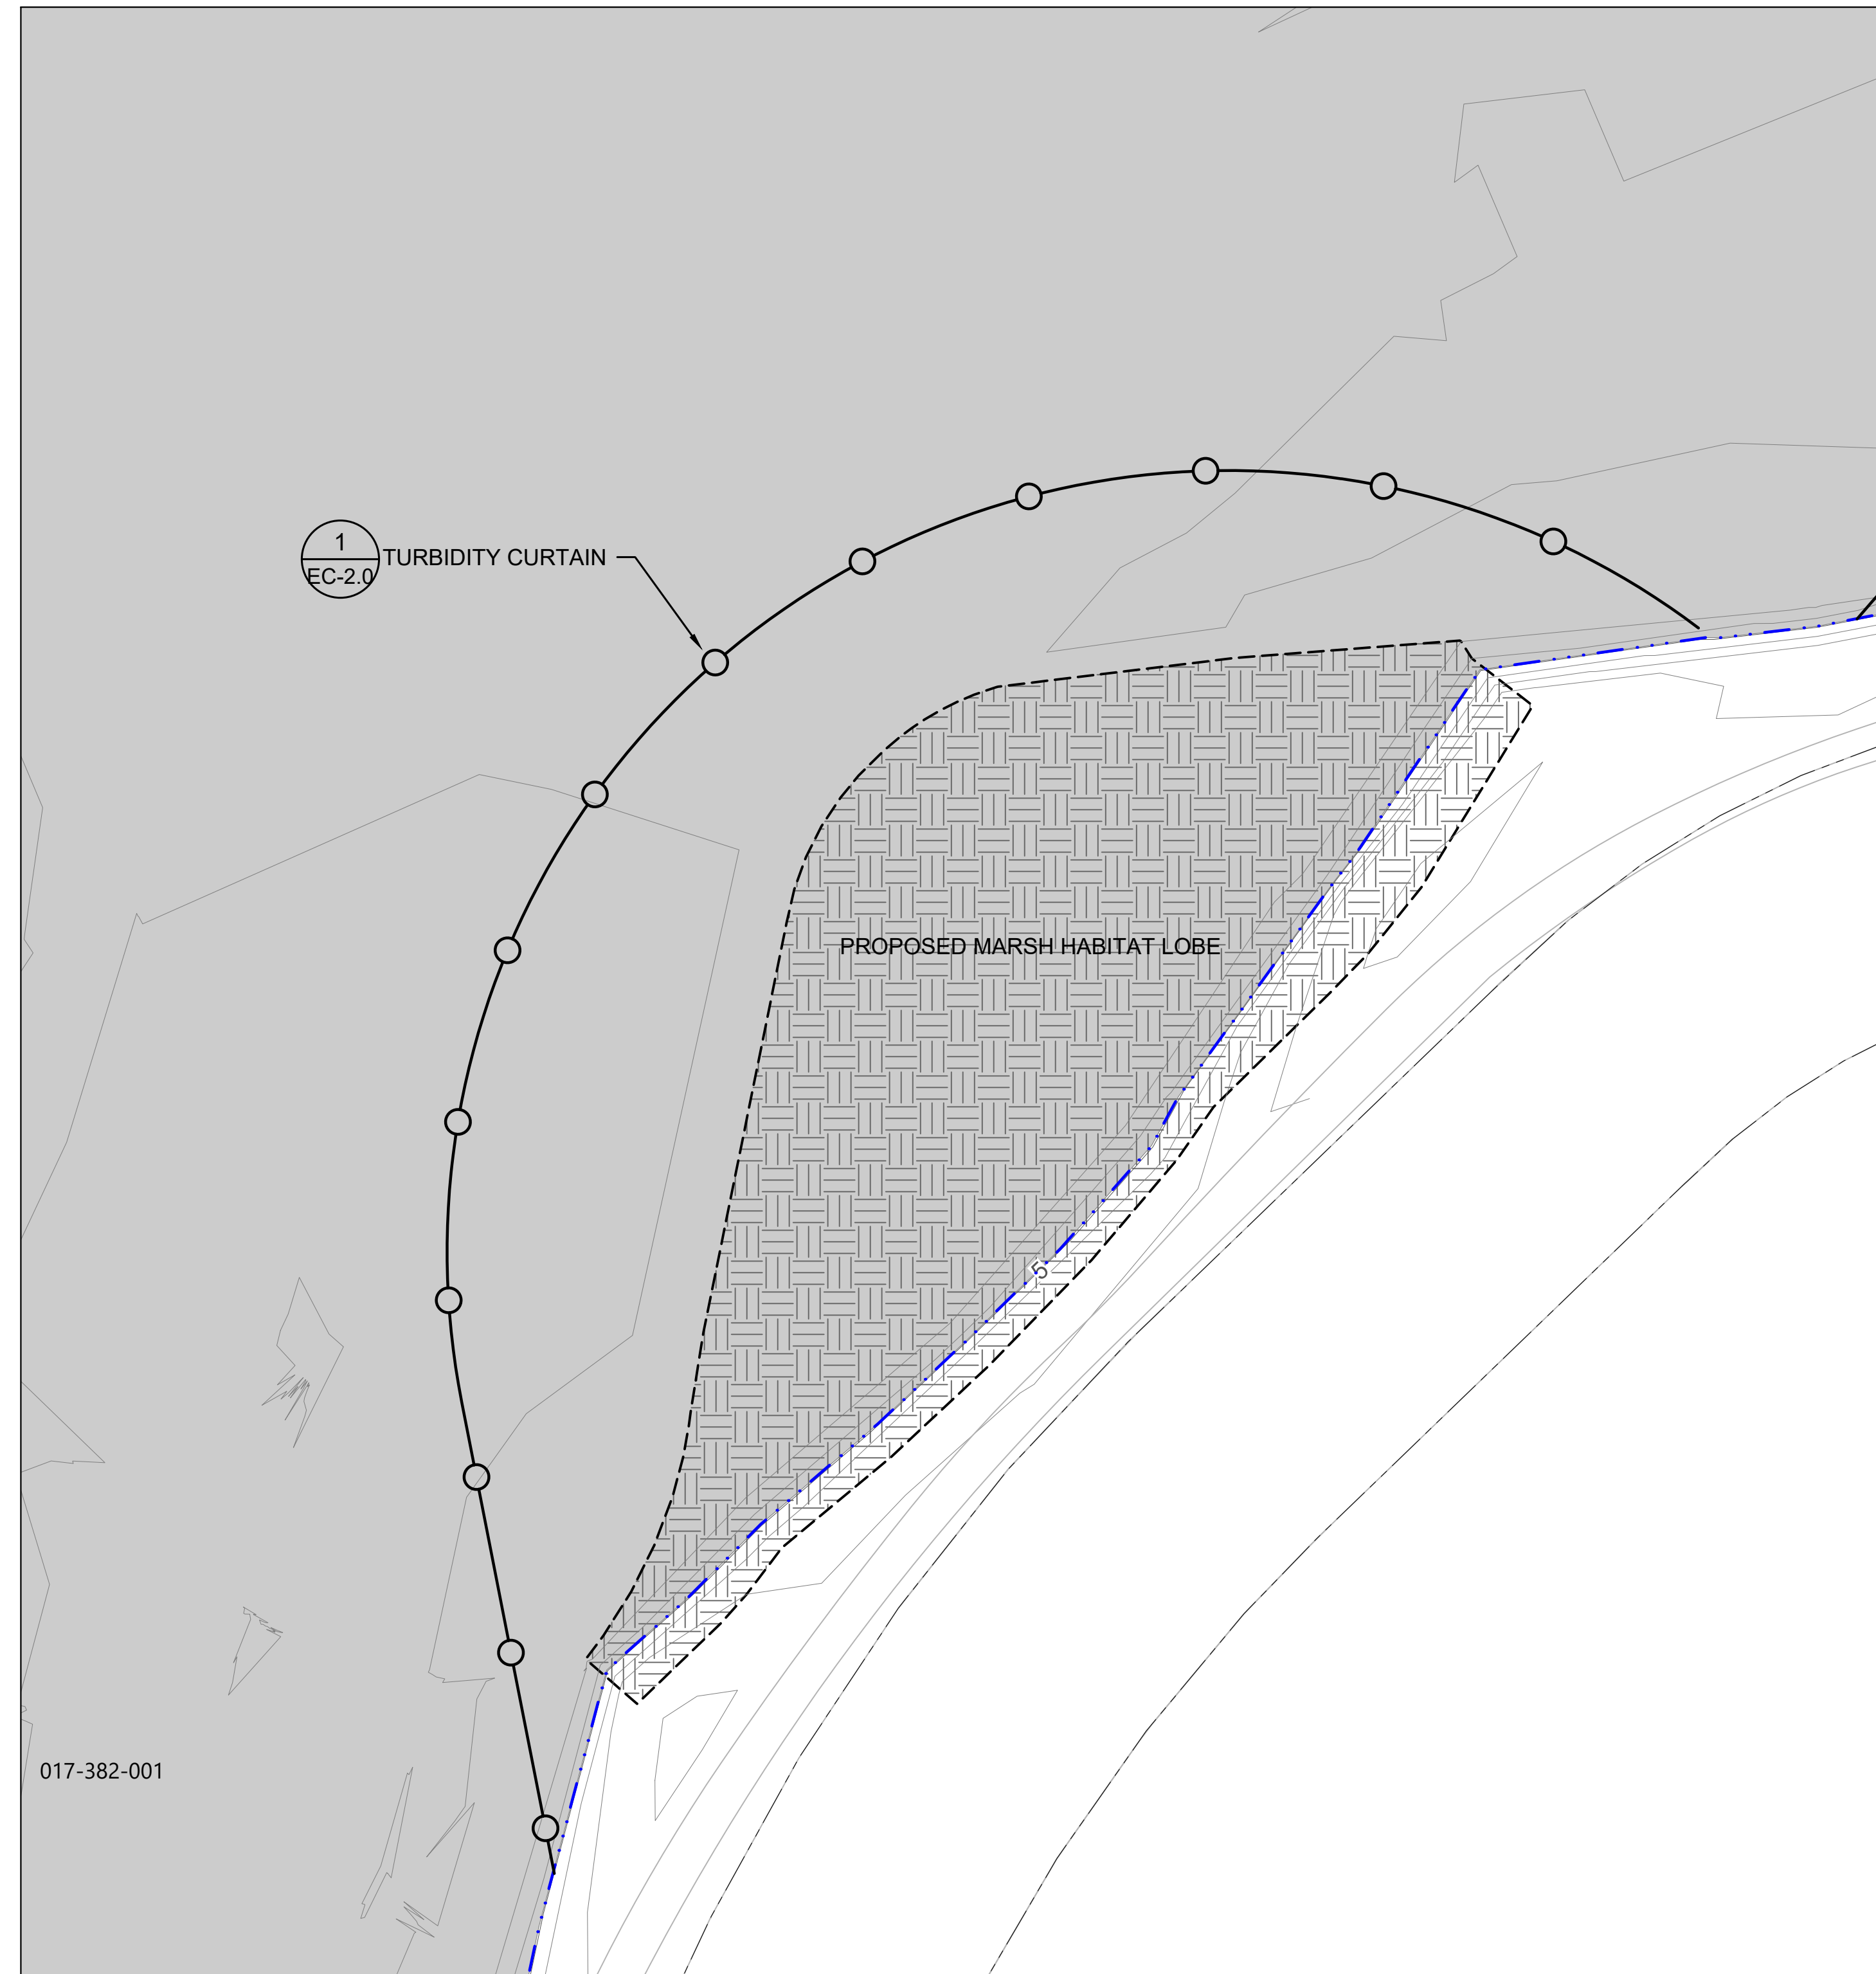 1
EC-2.0
TURBIDITY CURTAIN
PROPOSED MARSH HABITAT LOBE
5
017-382-001